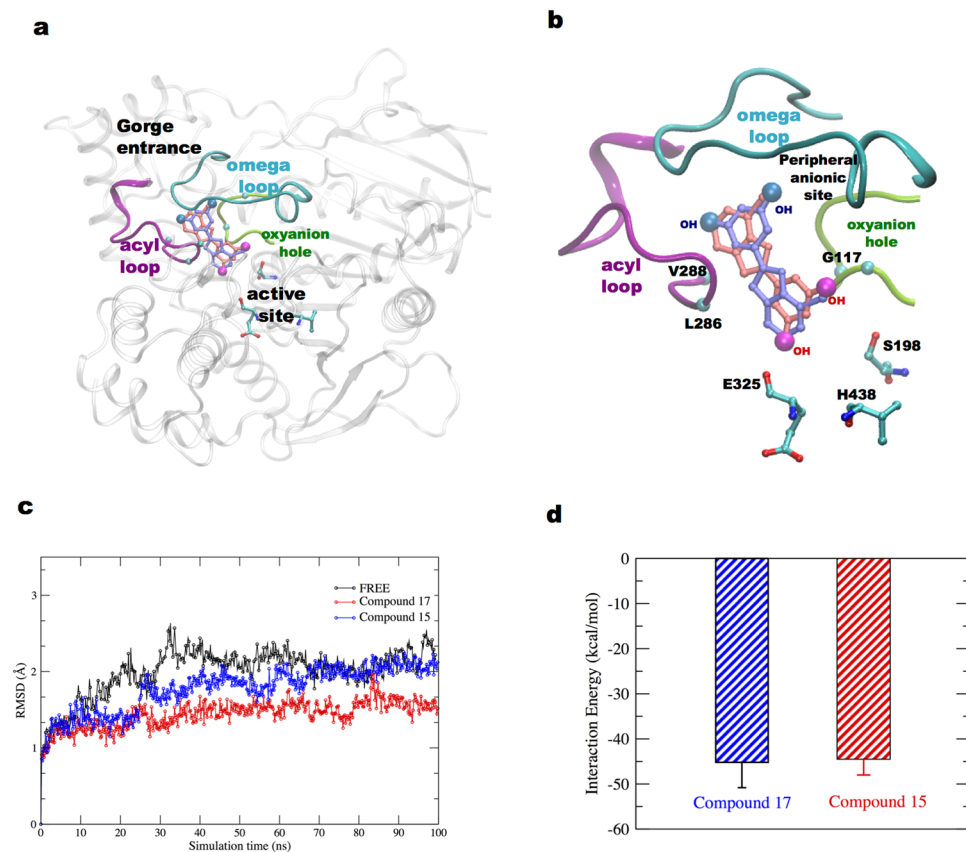 a
Gorge
entrance
omega
loop
acyl
loop
oxyanion
hole
active
site
b
omega
loop
Peripheral
anionic
site
OH
OH
oxyanion
hole
acyl
loop
V288
G117
L286
OH
OH
S198
E325
H438
c
3
2
1
0
RMSD (Å)
FREE
Compound 17
Compound 15
0 10 20 30 40 50 60 70 80 90 100
Simulation time (ns)
d
0
-10
-20
-30
-40
-50
-60
Interaction Energy (kcal/mol)
Compound 17
Compound 15